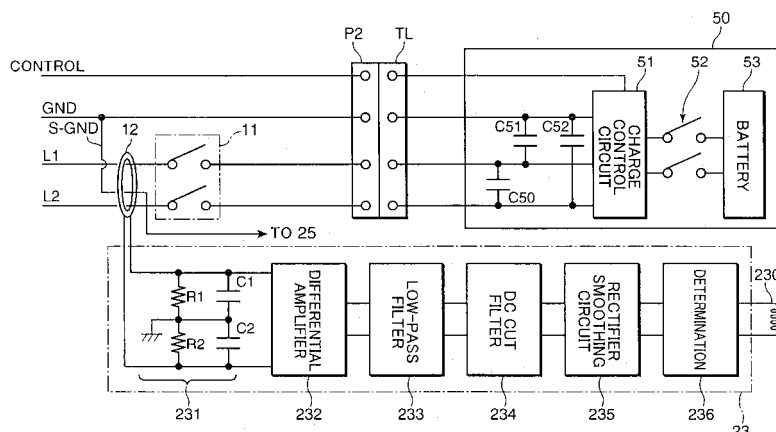 50
P2 TL
CONTROL
51
52
53
GND
S-GND
12
11
C51
C52
CHARGE
CONTROL
CIRCUIT
BATTERY
L1
L2
C50
TO 25
230
R1
C1
R2
C2
DIFFERENTIAL
AMPLIFIER
LOW-PASS
FILTER
DC CUT
FILTER
RECTIFIER
SMOOTHING
CIRCUIT
DETERMINATION
231
232
233
234
235
236
23